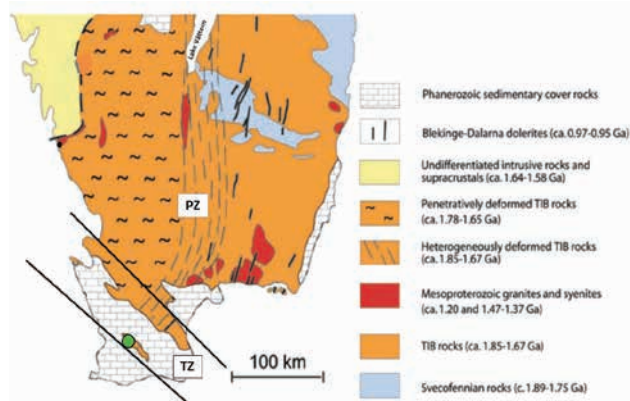 Lake Vättern
PZ
TZ
100 km
Phanerozoic sedimentary cover rocks
Blekinge-Dalarna dolerites (ca. 0.97-0.95 Ga)
Undifferentiated intrusive rocks and
supracrustals (ca. 1.64-1.58 Ga)
Penetratively deformed TIB rocks
(ca. 1.78-1.65 Ga)
Heterogeneously deformed TIB rocks
(ca. 1.85-1.67 Ga)
Mesoproterozoic granites and syenites
(ca. 1.20 and 1.47-1.37 Ga)
TIB rocks (ca. 1.85-1.67 Ga)
Svecofennian rocks (c. 1.89-1.75 Ga)